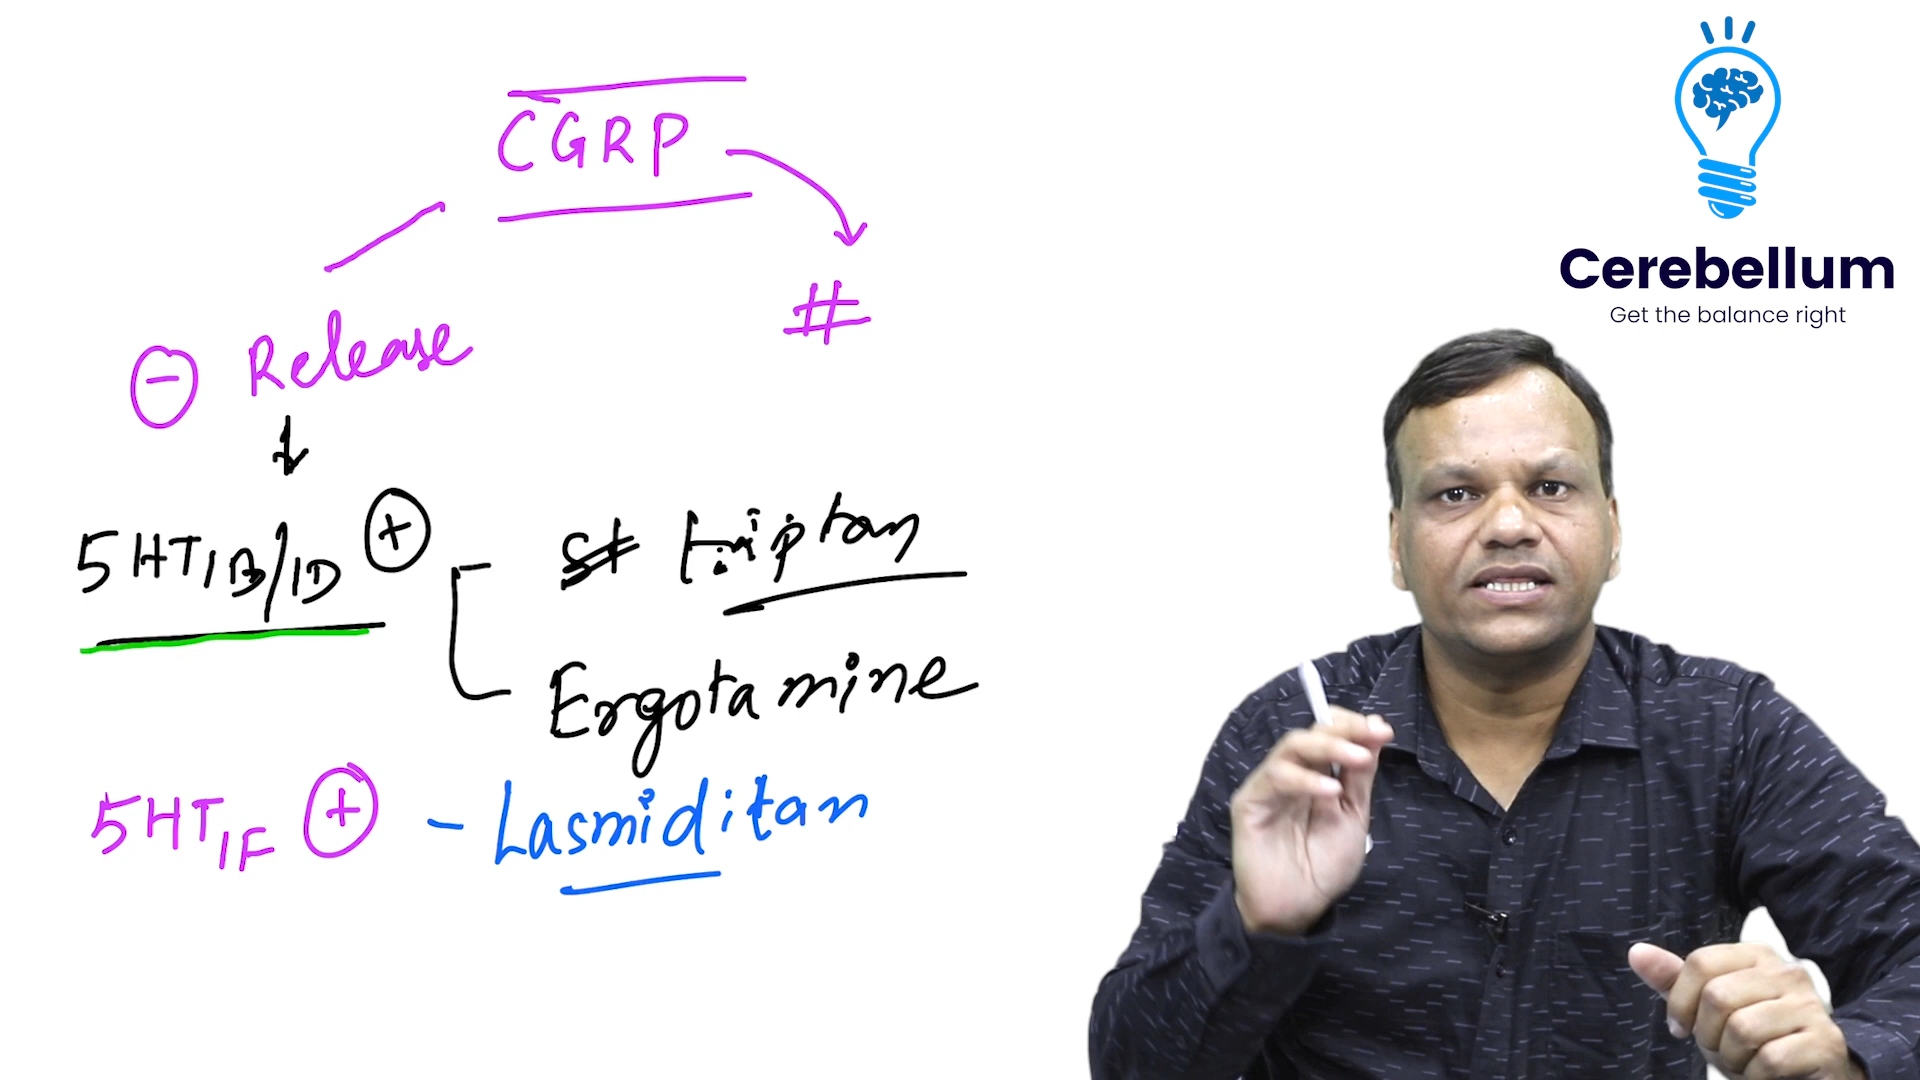 CGRP
#
⊖ Release
↓
5HT1B/1D ⊕ St triptan
Ergotamine
5HT1F ⊕ - Lasmiditan
Cerebellum
Get the balance right